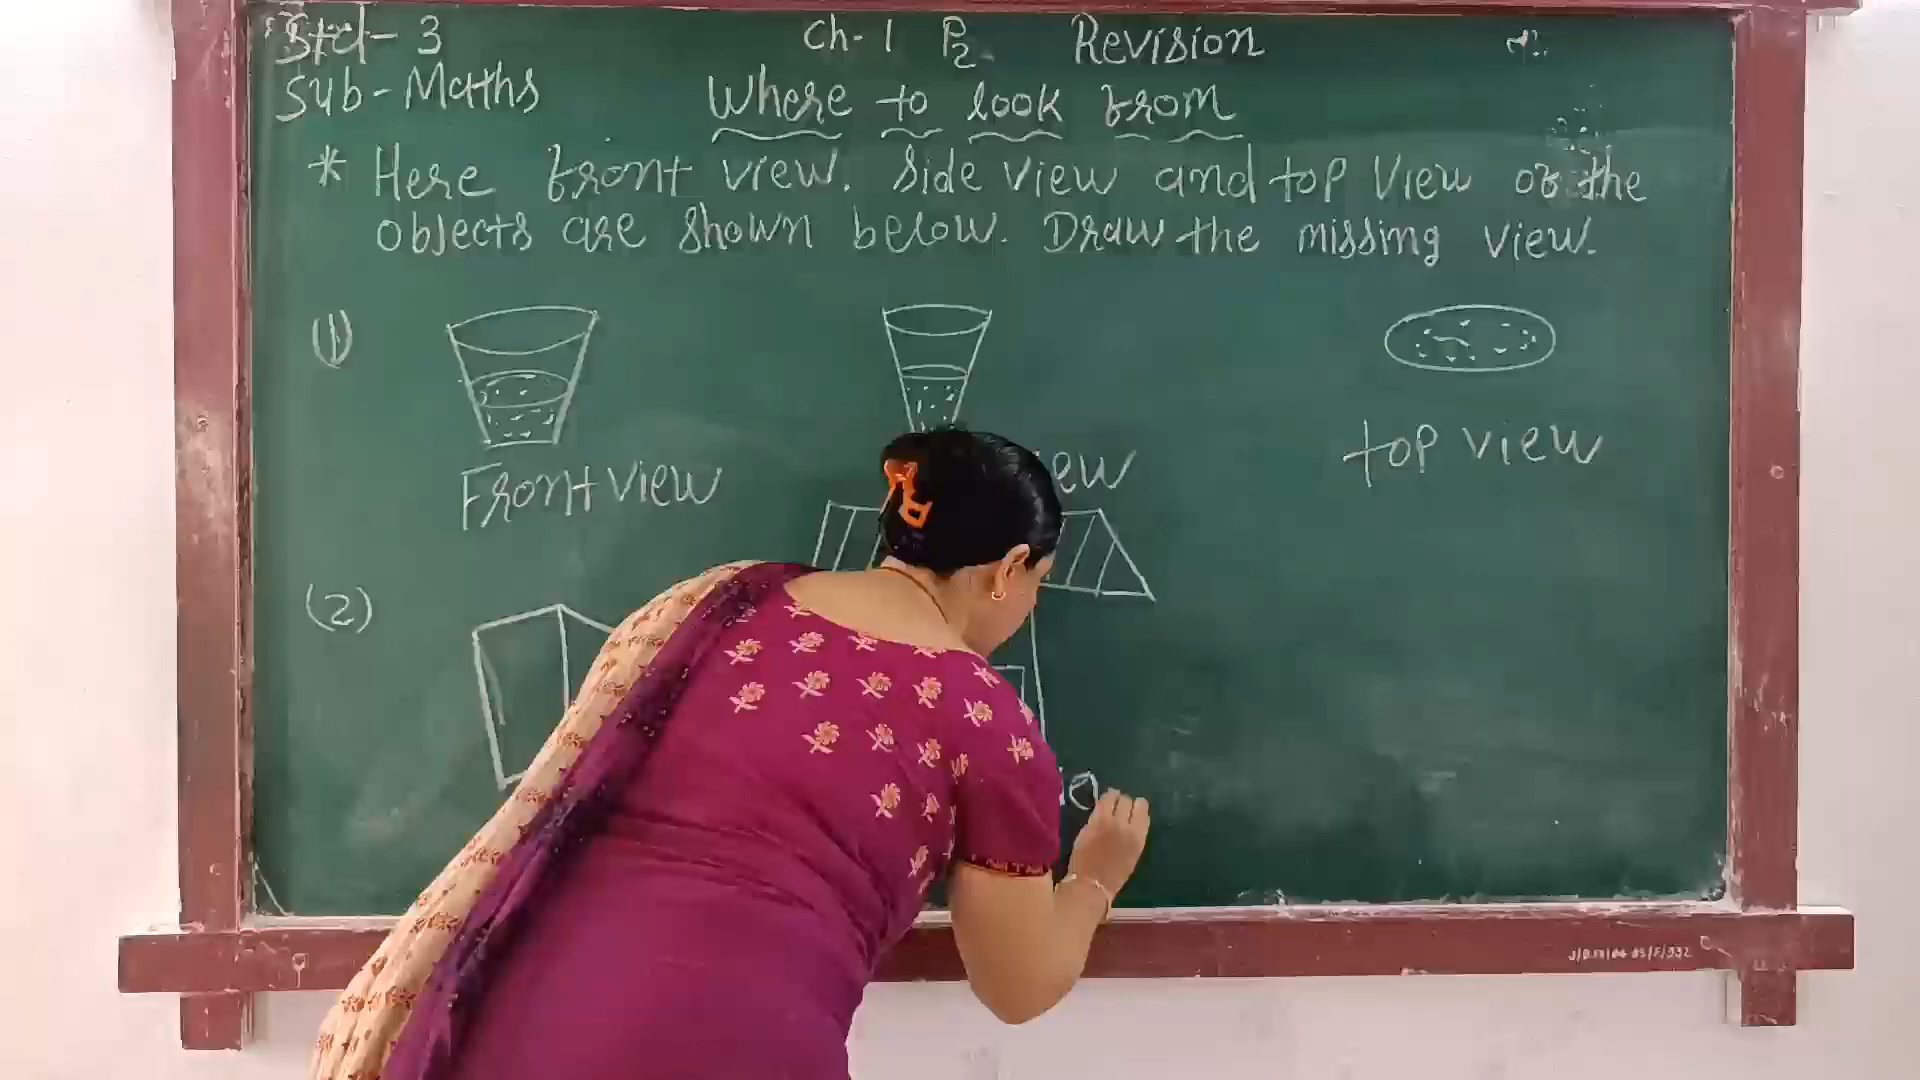 Std- 3
Ch-1 P2. Revision
Sub-Maths
Where to look from
* Here front view. Side View and top View of the
objects are shown below. Draw the missing view.
(1)
Front view
top view
(2)